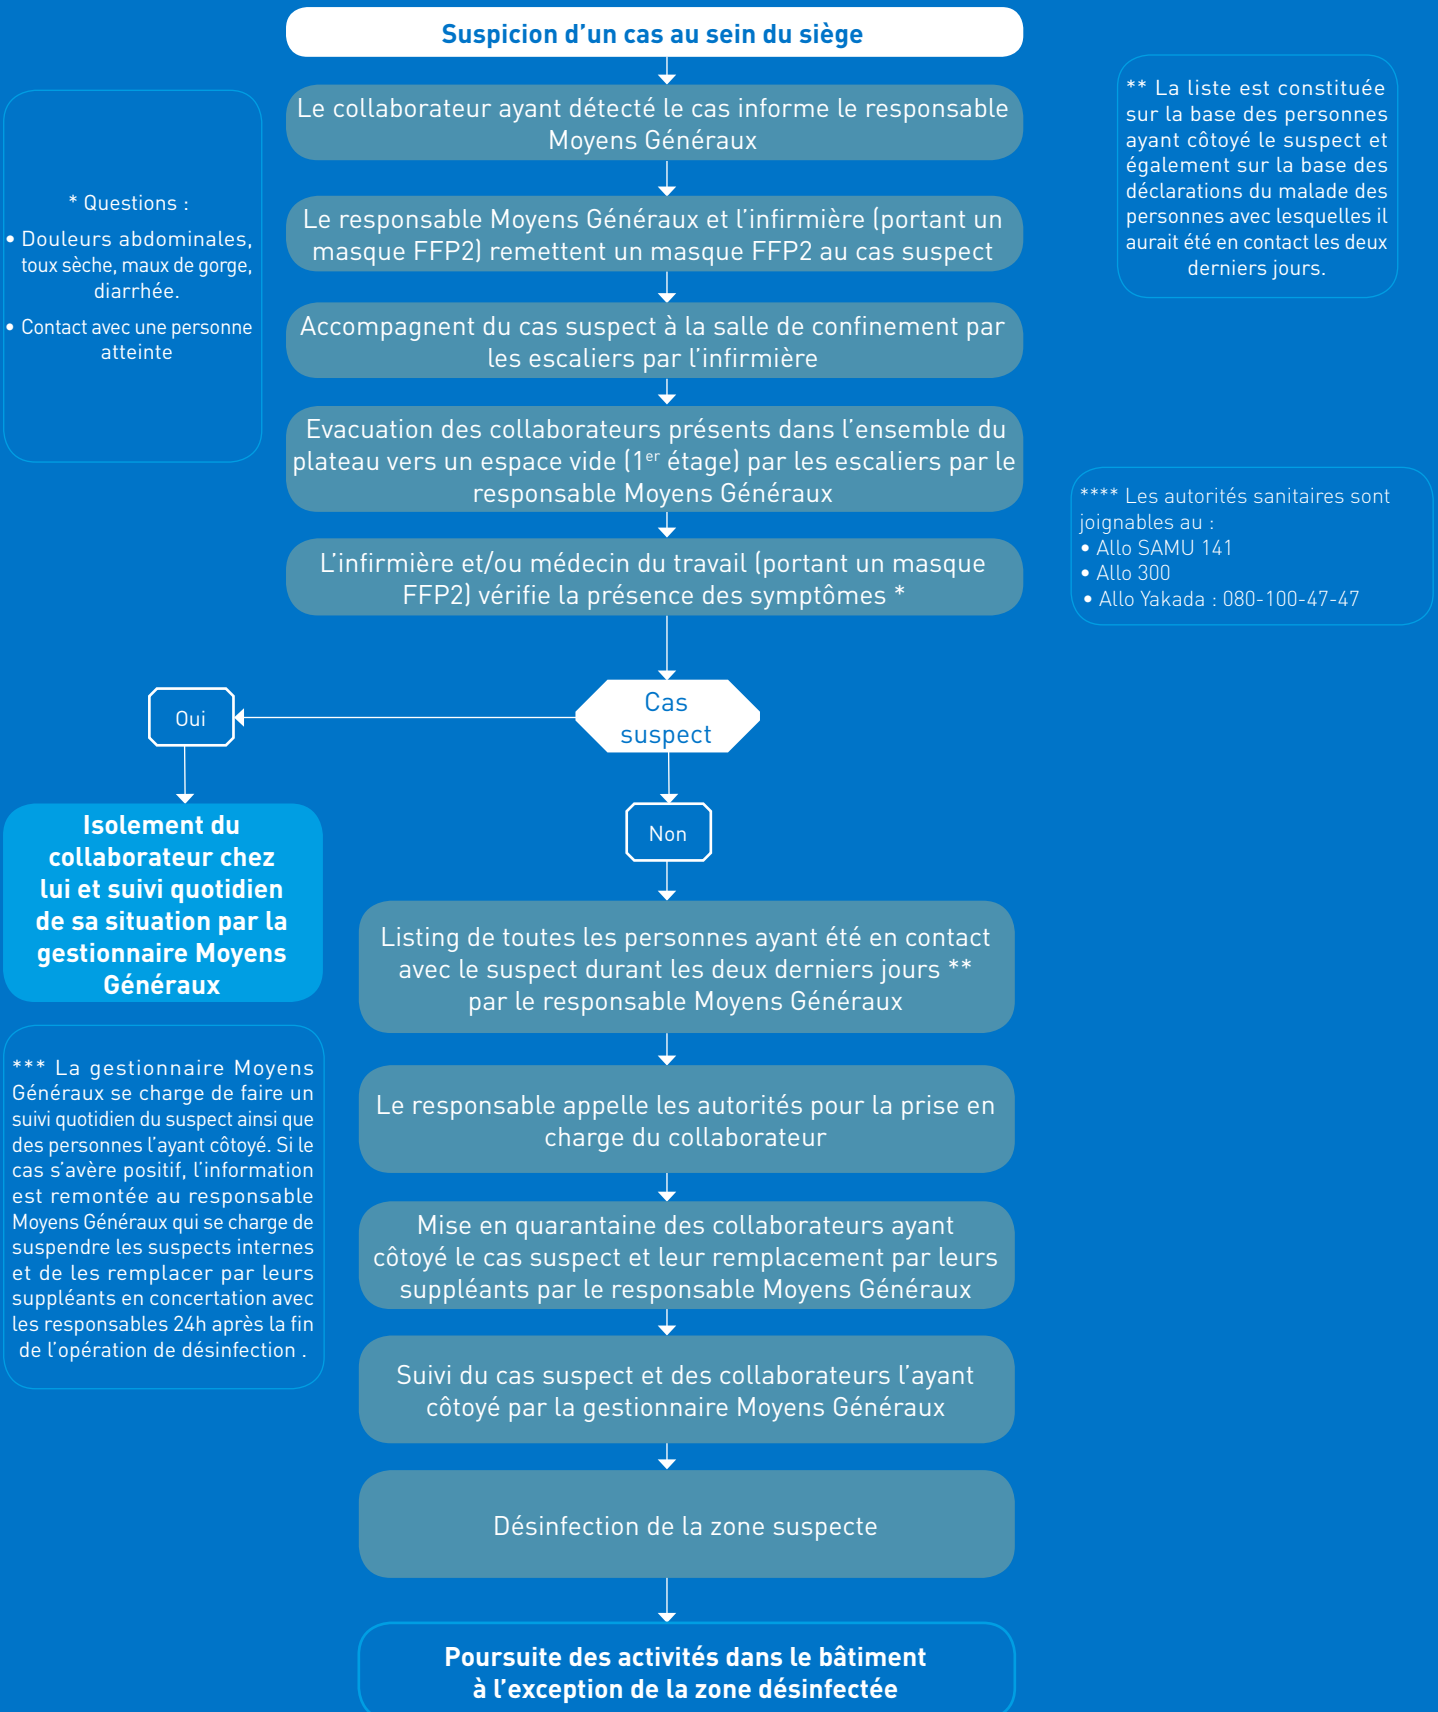 Suspicion d’un cas au sein du siège
Le collaborateur ayant détecté le cas informe le responsable
Moyens Généraux
** La liste est constituée
sur la base des personnes
ayant côtoyé le suspect et
également sur la base des
déclarations du malade des
personnes avec lesquelles il
aurait été en contact les deux
derniers jours.
* Questions :
• Douleurs abdominales,
toux sèche, maux de gorge,
diarrhée.
• Contact avec une personne
atteinte
Le responsable Moyens Généraux et l’infirmière (portant un
masque FFP2) remettent un masque FFP2 au cas suspect
Accompagnent du cas suspect à la salle de confinement par
les escaliers par l’infirmière
Evacuation des collaborateurs présents dans l’ensemble du
plateau vers un espace vide (1er étage) par les escaliers par le
responsable Moyens Généraux
**** Les autorités sanitaires sont
joignables au :
• Allo SAMU 141
• Allo 300
• Allo Yakada : 080-100-47-47
L’infirmière et/ou médecin du travail (portant un masque
FFP2) vérifie la présence des symptômes *
Cas
suspect
Oui
Non
Isolement du
collaborateur chez
lui et suivi quotidien
de sa situation par la
gestionnaire Moyens
Généraux
Listing de toutes les personnes ayant été en contact
avec le suspect durant les deux derniers jours **
par le responsable Moyens Généraux
*** La gestionnaire Moyens
Généraux se charge de faire un
suivi quotidien du suspect ainsi que
des personnes l’ayant côtoyé. Si le
cas s’avère positif, l’information
est remontée au responsable
Moyens Généraux qui se charge de
suspendre les suspects internes
et de les remplacer par leurs
suppléants en concertation avec
les responsables 24h après la fin
de l’opération de désinfection .
Le responsable appelle les autorités pour la prise en
charge du collaborateur
Mise en quarantaine des collaborateurs ayant
côtoyé le cas suspect et leur remplacement par leurs
suppléants par le responsable Moyens Généraux
Suivi du cas suspect et des collaborateurs l’ayant
côtoyé par la gestionnaire Moyens Généraux
Désinfection de la zone suspecte
Poursuite des activités dans le bâtiment
à l’exception de la zone désinfectée